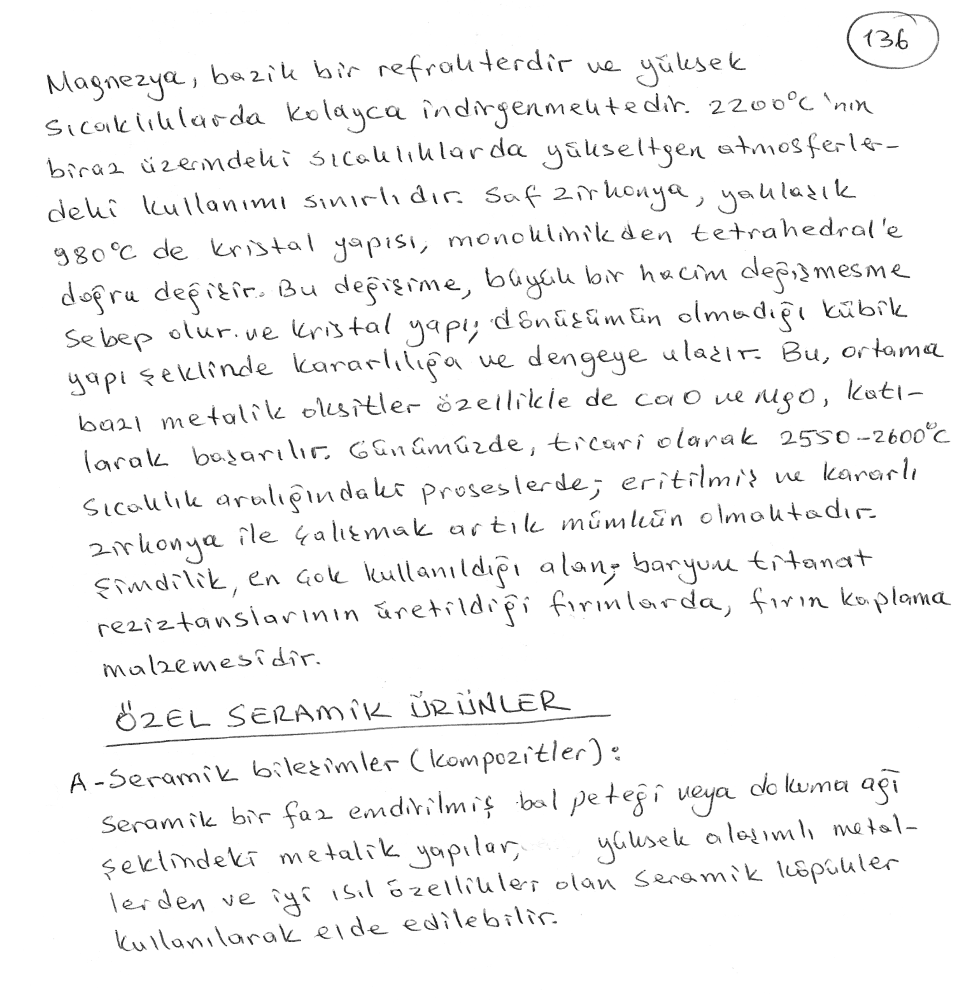 136
Magnezya, bazik bir refrakterdir ve yüksek
sıcaklıklarda kolayca indirgenmektedir. 2200°C 'nın
biraz üzerindeki sıcaklıklarda yükseltgen atmosferler-
deki kullanımı sınırlıdır. Saf zirkonya, yaklaşık
980°C de kristal yapısı, monoklinikden tetrahedral'e
doğru değişir. Bu değişime, büyük bir hacim değişmesine
sebep olur. ve kristal yapı; dönüşümün olmadığı kübik
yapı şeklinde kararlılığa ve dengeye ulaşır. Bu, ortama
bazı metalik oksitler özellikle de CaO ve MgO, katı-
larak başarılır. Günümüzde, ticari olarak 2550-2600°C
sıcaklık aralığındaki proseslerde; eritilmiş ve kararlı
zirkonya ile çalışmak artık mümkün olmaktadır.
Şimdilik, en çok kullanıldığı alan; baryum titanat
reziztanslarının üretildiği fırınlarda, fırın kaplama
malzemesidir.
ÖZEL SERAMİK ÜRÜNLER
A-Seramik bileşimler (kompozitler):
Seramik bir faz emdirilmiş bal peteği veya dokuma ağı
şeklindeki metalik yapılar, yüksek alaşımlı metal-
lerden ve iyi ısıl özellikler olan seramik köpükler
kullanılarak elde edilebilir.